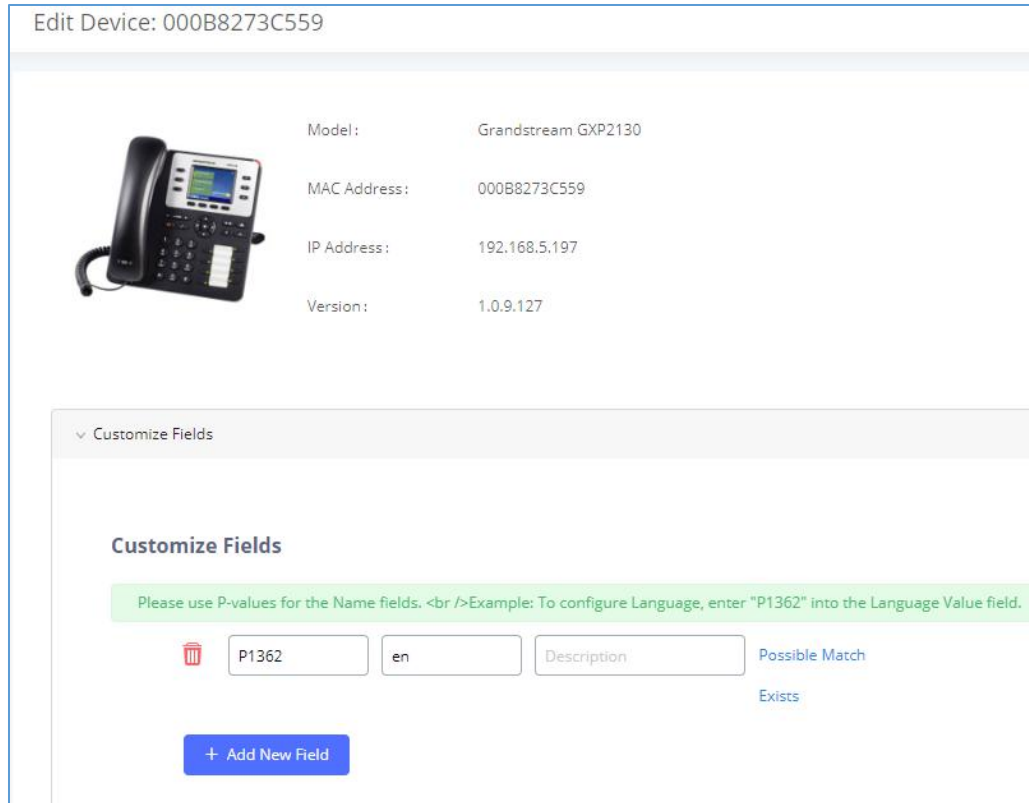 Edit Device: 000B8273C559
Model : Grandstream GXP2130
MAC Address : 000B8273C559
IP Address : 192.168.5.197
Version : 1.0.9.127
Customize Fields
Customize Fields
Please use P-values for the Name fields. <br />Example: To configure Language, enter "P1362" into the Language Value field.
P1362 en Description Possible Match
Exists
+ Add New Field